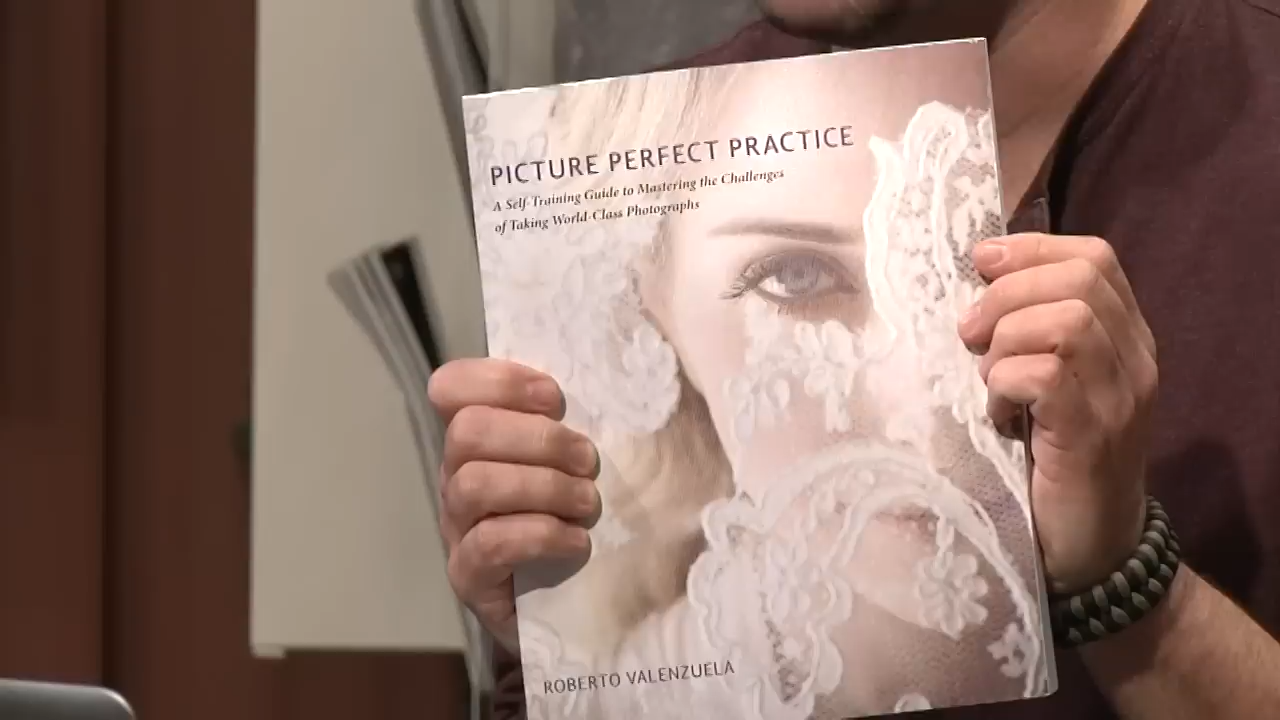 PICTURE PERFECT PRACTICE
A Self-Training Guide to Mastering the Challenges
of Taking World-Class Photographs
ROBERTO VALENZUELA